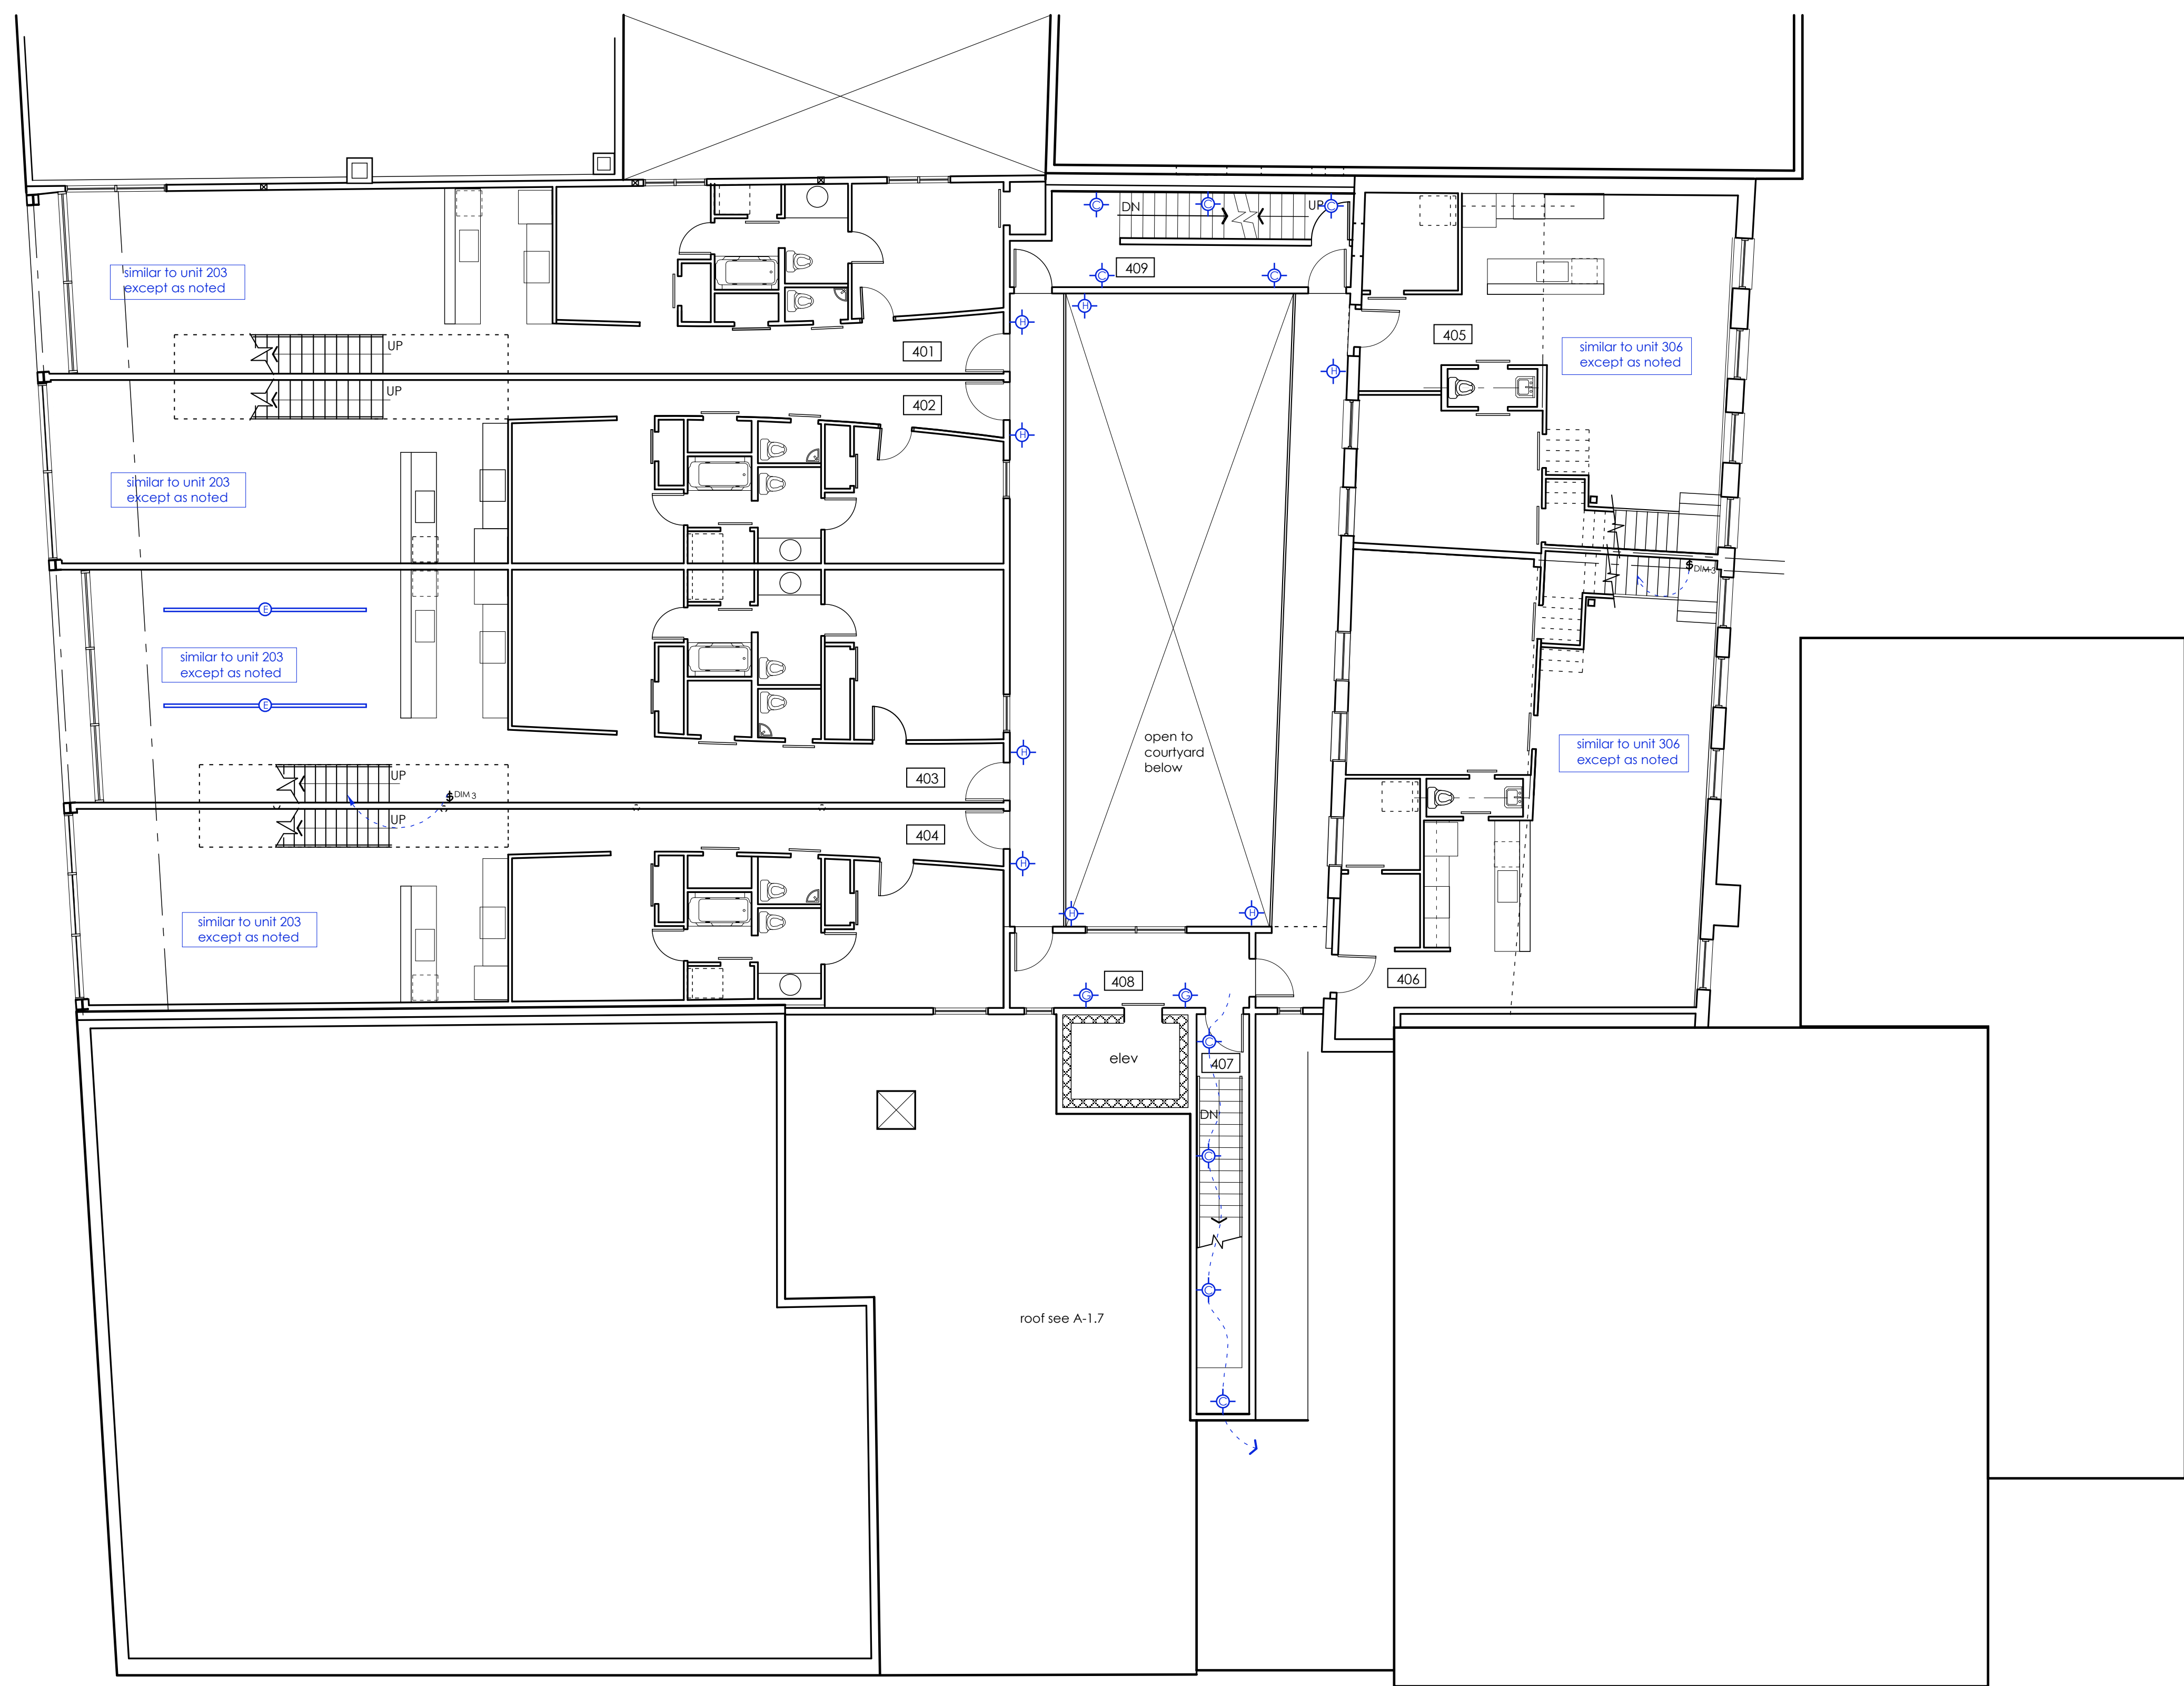 C
C
C
DN
UP
similar to unit 203
except as noted
C
409
C
H
H
UP
401
405
similar to unit 306
except as noted
H
UP
402
H
similar to unit 203
except as noted
$ DIM 3
E
similar to unit 203
except as noted
E
open to
courtyard
below
similar to unit 306
except as noted
H
UP
403
$ DIM 3
UP
404
H
similar to unit 203
except as noted
H
H
408
406
G
G
C
elev
407
DN
C
C
roof see A-1.7
C